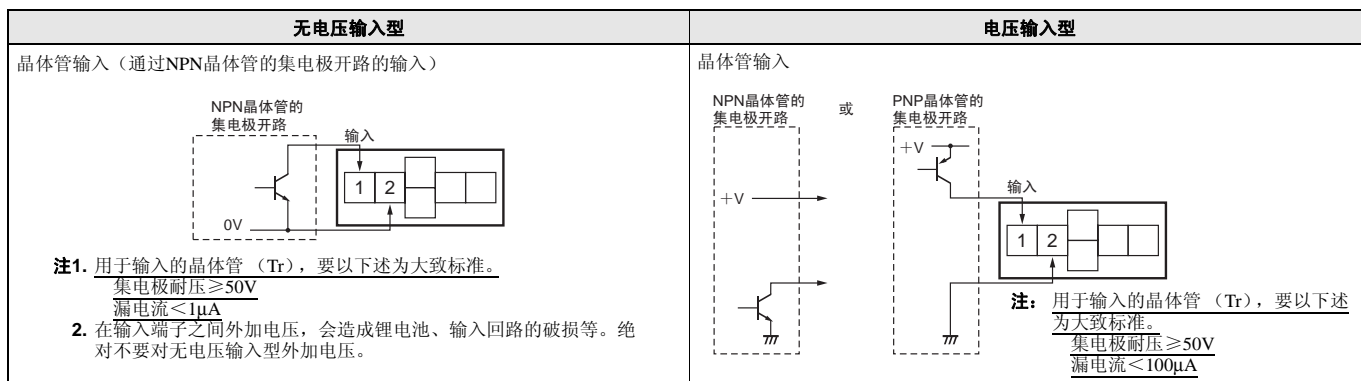 无电压输入型
晶体管输入（通过NPN晶体管的集电极开路的输入）
NPN晶体管的
集电极开路
输入
1 2
0V
注1. 用于输入的晶体管 （Tr），要以下述为大致标准。
集电极耐压≥50V
漏电流＜1μA
2. 在输入端子之间外加电压，会造成锂电池、输入回路的破损等。绝
对不要对无电压输入型外加电压。
电压输入型
晶体管输入
NPN晶体管的
集电极开路
或
PNP晶体管的
集电极开路
＋V
＋V
输入
1 2
注： 用于输入的晶体管 （Tr），要以下述
为大致标准。
集电极耐压≥50V
漏电流＜100μA